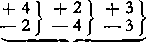 + 4 } + 2 } + 3 }
− 2 } − 4 } − 3 }